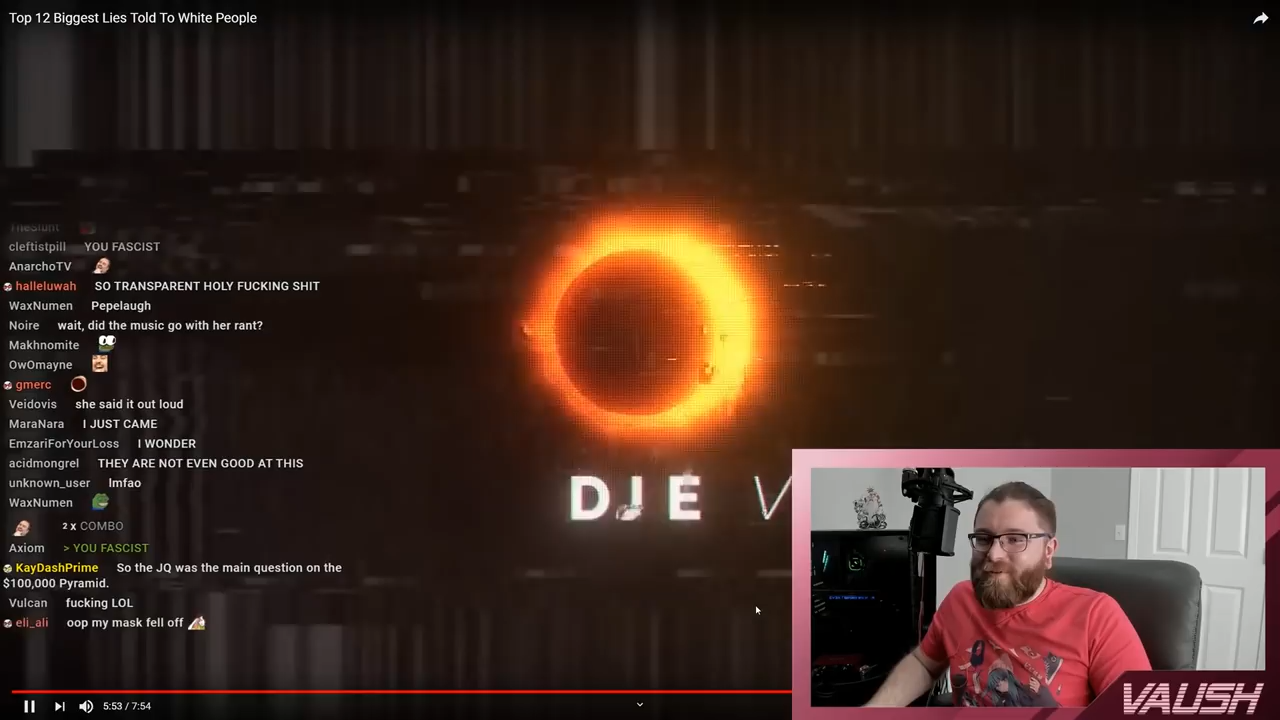 Top 12 Biggest Lies Told To White People
TheStunt
cleftistpill YOU FASCIST
AnarchoTV
halleluwah SO TRANSPARENT HOLY FUCKING SHIT
WaxNumen Pepelaugh
Noire wait, did the music go with her rant?
Makhnomite
OwOmayne
gmerc
Veidovis she said it out loud
MaraNara I JUST CAME
EmzariForYourLoss I WONDER
acidmongrel THEY ARE NOT EVEN GOOD AT THIS
unknown_user lmfao
WaxNumen
2 x COMBO
Axiom > YOU FASCIST
KayDashPrime So the JQ was the main question on the
$100,000 Pyramid.
Vulcan fucking LOL
eli_ali oop my mask fell off
DIE V
VAUSH
5:53 / 7:54